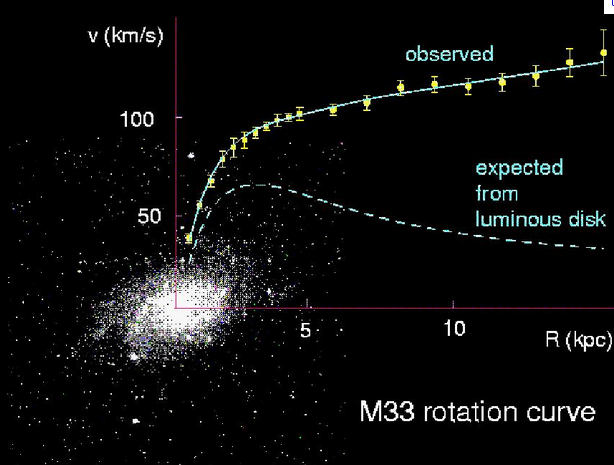 v (km/s)
observed
100
expected
from
luminous disk
50
5
10
R (kpc)
M33 rotation curve